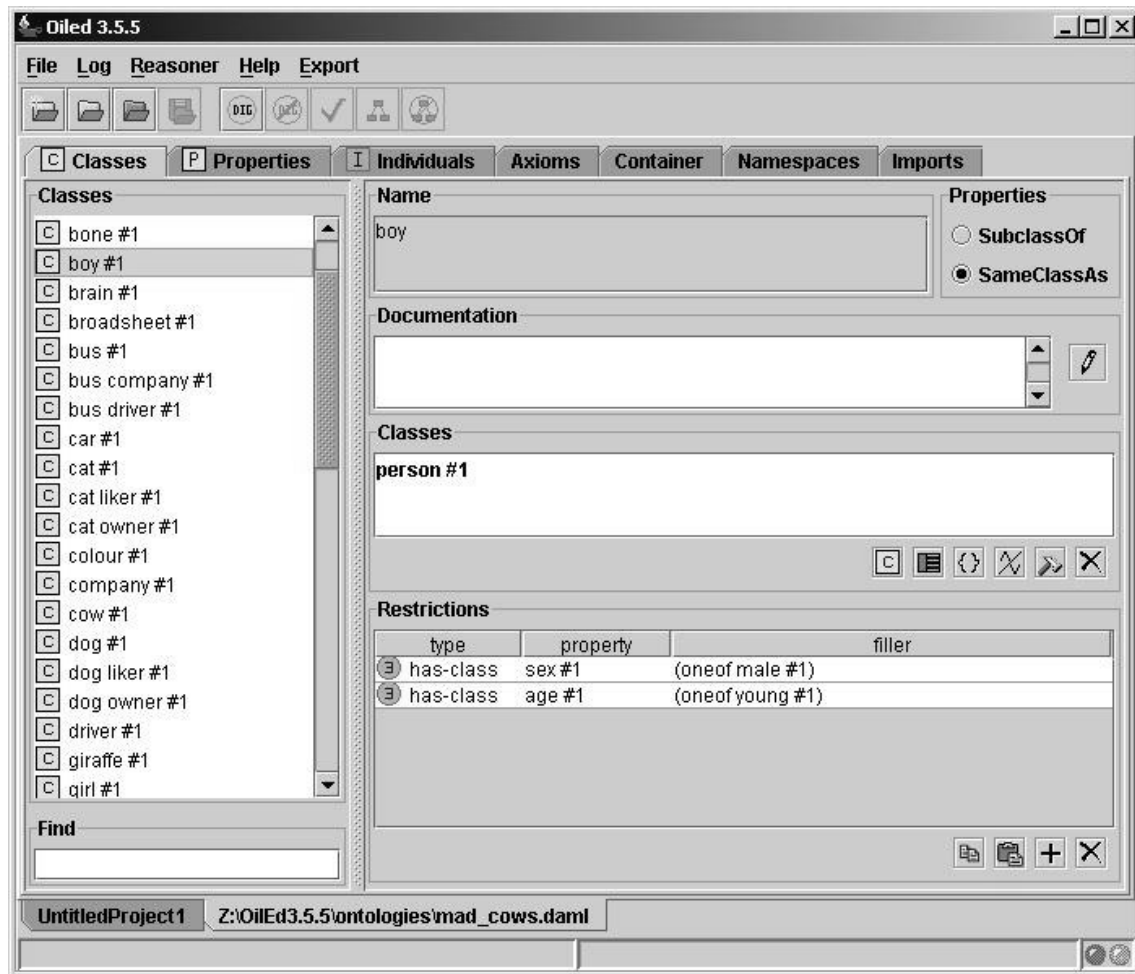 Oiled 3.5.5
File Log Reasoner Help Export
DIG DIG
C Classes P Properties I Individuals Axioms Container Namespaces Imports
Classes
C bone #1
C boy #1
C brain #1
C broadsheet #1
C bus #1
C bus company #1
C bus driver #1
C car #1
C cat #1
C cat liker #1
C cat owner #1
C colour #1
C company #1
C cow #1
C dog #1
C dog liker #1
C dog owner #1
C driver #1
C giraffe #1
C girl #1
Find
Name
boy
Properties
SubclassOf
SameClassAs
Documentation
Classes
person #1
C {}
Restrictions
type property filler
∃ has-class sex #1 (oneof male #1)
∃ has-class age #1 (oneof young #1)
UntitledProject1 Z:\OilEd3.5.5\ontologies\mad_cows.daml